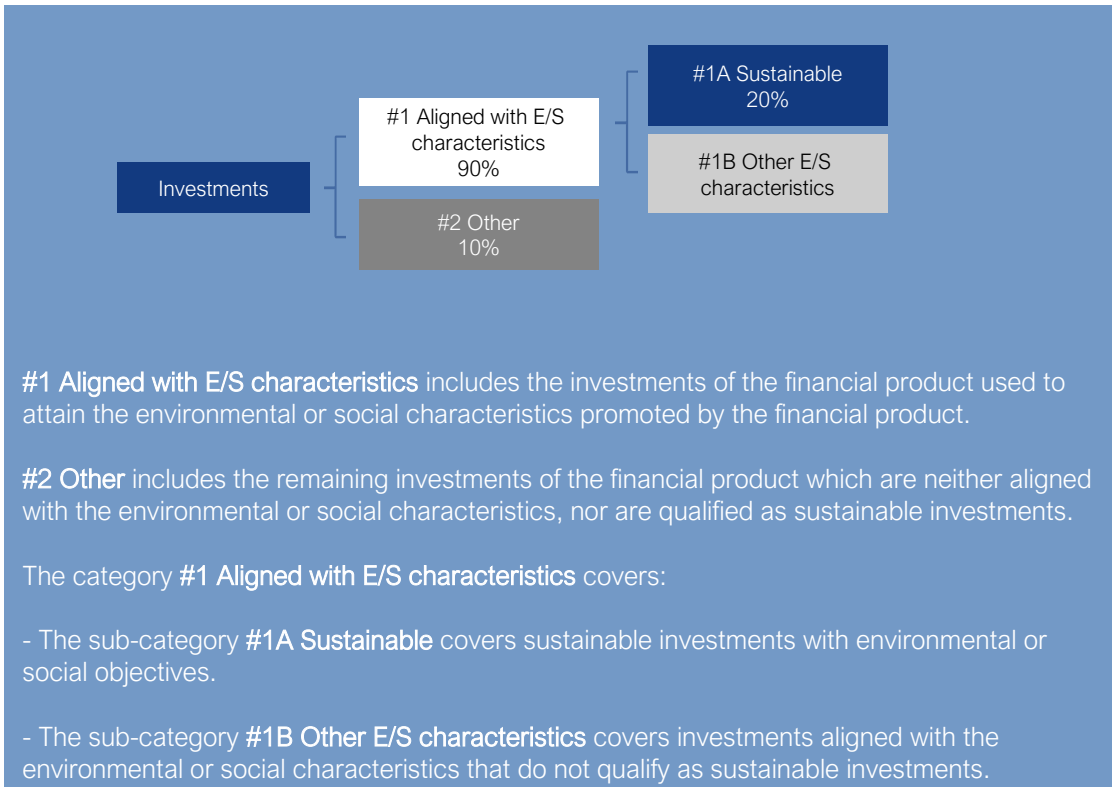 #1A Sustainable
20%
#1 Aligned with E/S
characteristics
90%
#1B Other E/S
characteristics
Investments
#2 Other
10%
#1 Aligned with E/S characteristics includes the investments of the financial product used to
attain the environmental or social characteristics promoted by the financial product.
#2 Other includes the remaining investments of the financial product which are neither aligned
with the environmental or social characteristics, nor are qualified as sustainable investments.
The category #1 Aligned with E/S characteristics covers:
- The sub-category #1A Sustainable covers sustainable investments with environmental or
social objectives.
- The sub-category #1B Other E/S characteristics covers investments aligned with the
environmental or social characteristics that do not qualify as sustainable investments.